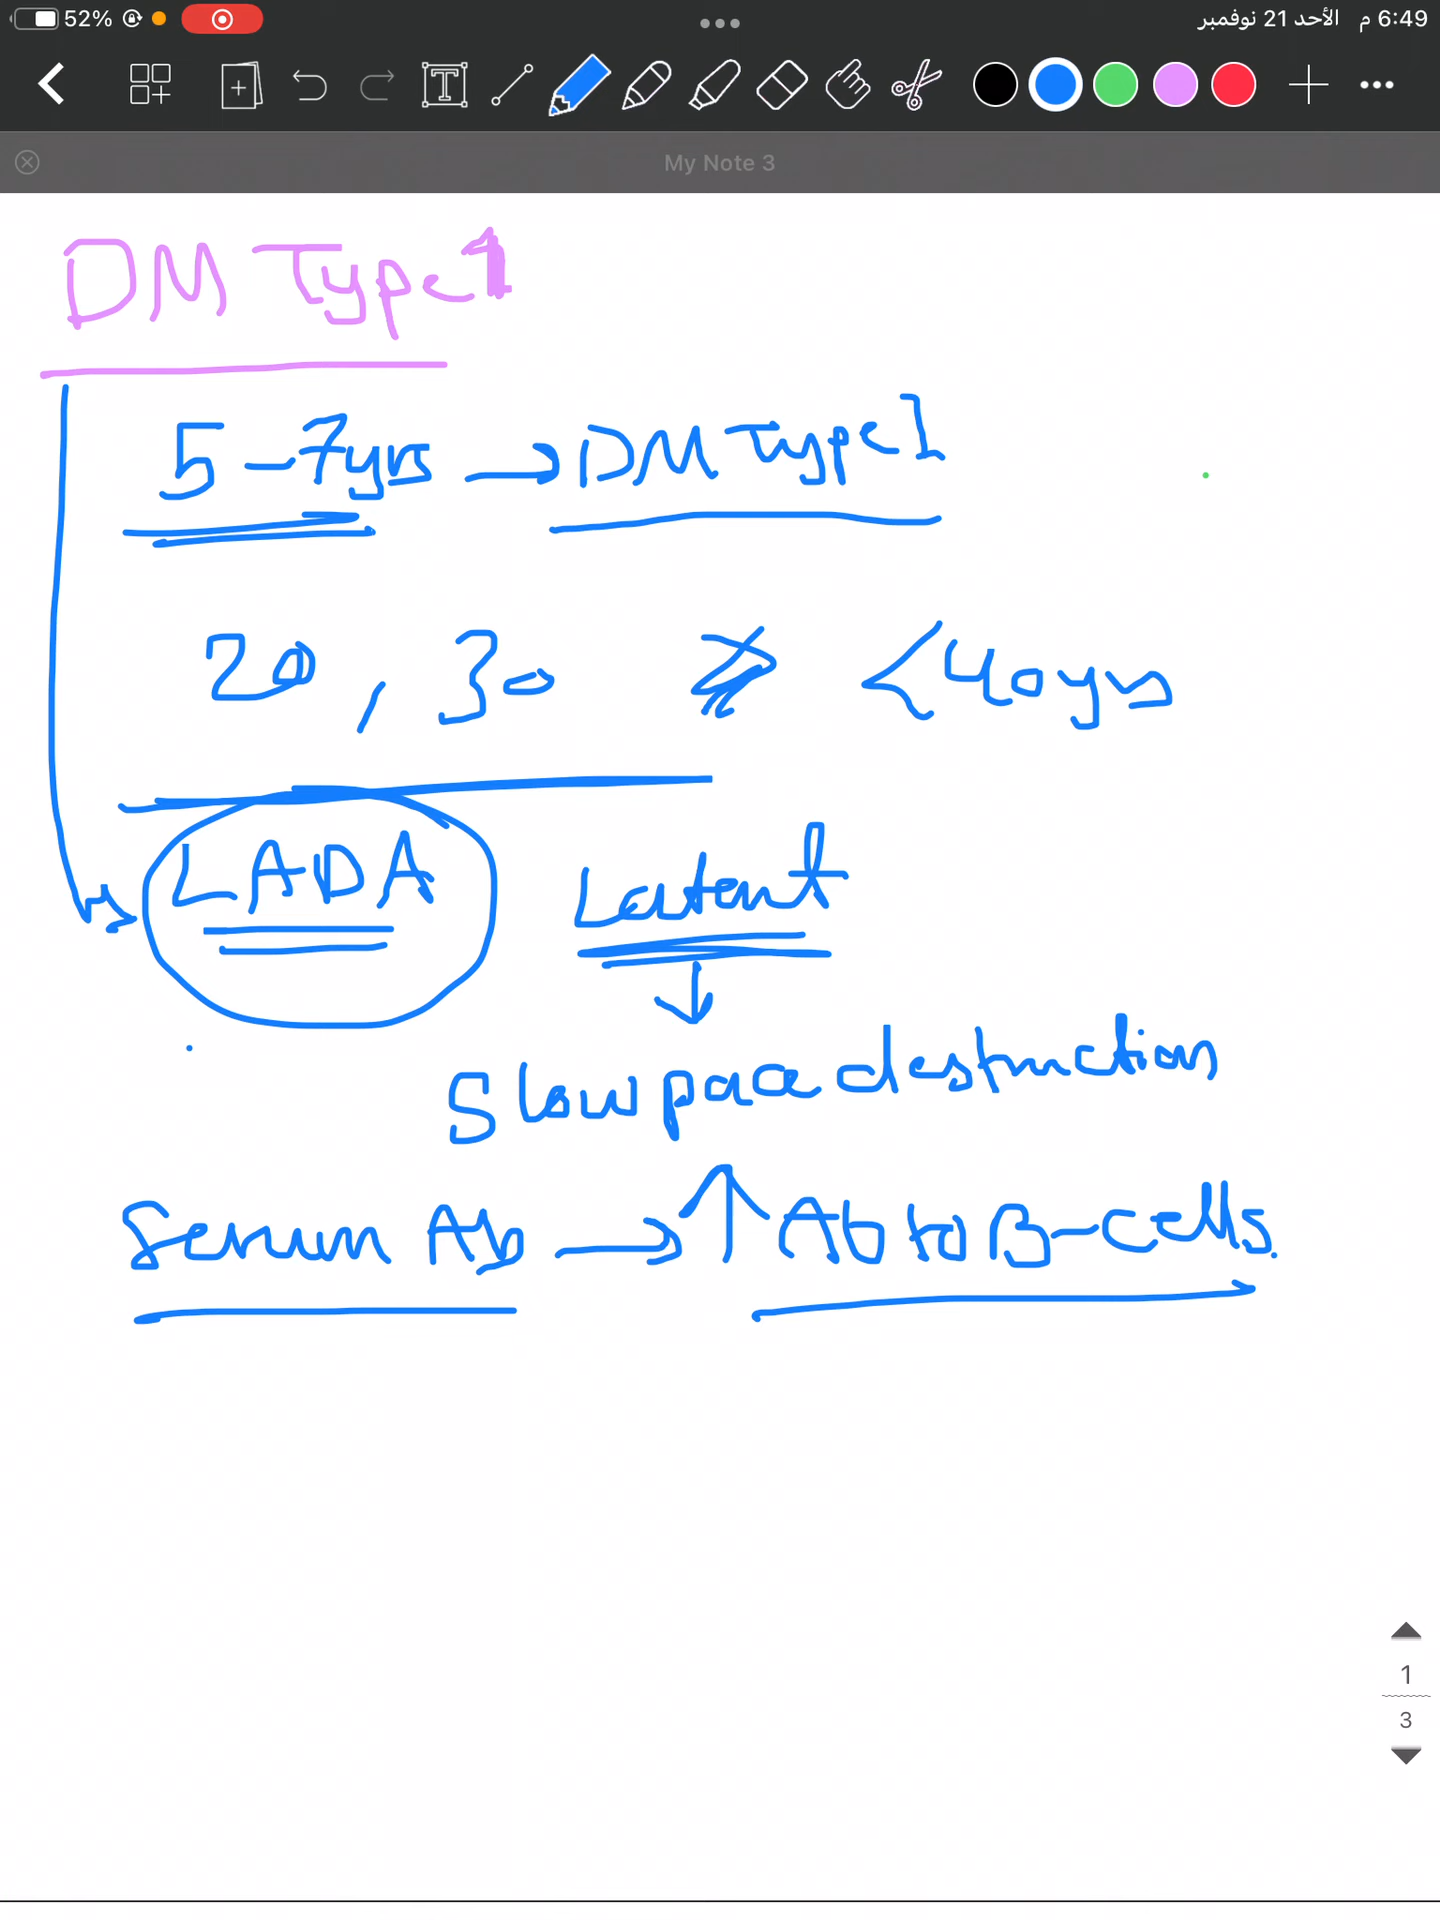 52% 6:49 م الأحد 21 نوفمبر
T
My Note 3
DM Type 1
5-7yrs → DM Type 1
20, 30 <40yrs
LADA Latent
↓
Slow pace destruction
Serum Ab → ↑ Ab to B-cells.
1
3